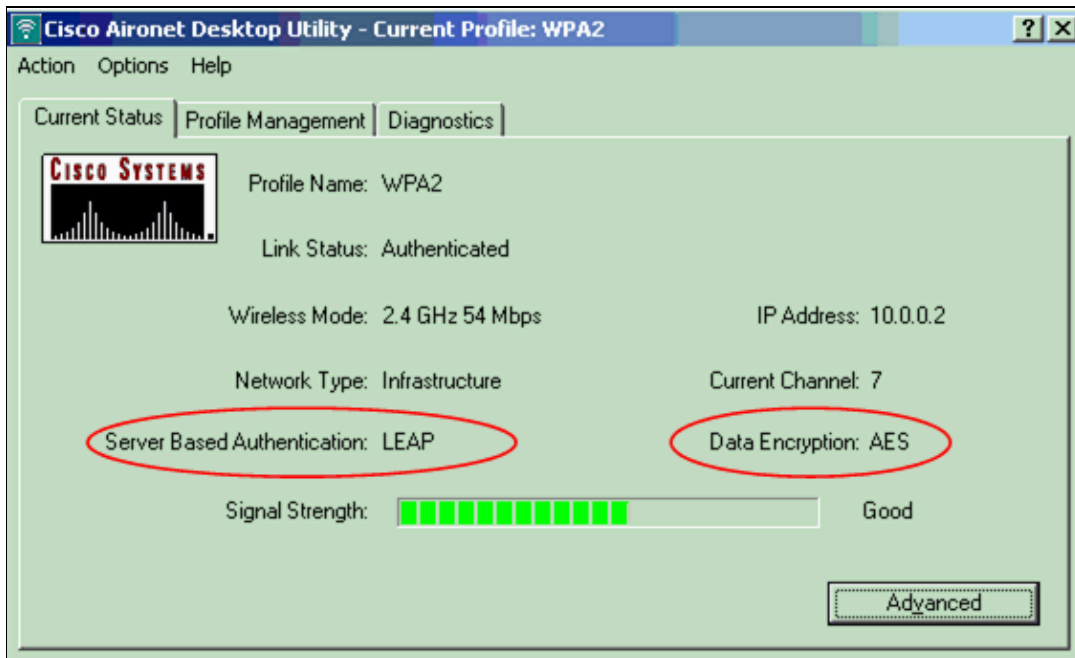 Cisco Aironet Desktop Utility - Current Profile: WPA2
Action Options Help
Current Status Profile Management Diagnostics
CISCO SYSTEMS
Profile Name: WPA2
Link Status: Authenticated
Wireless Mode: 2.4 GHz 54 Mbps IP Address: 10.0.0.2
Network Type: Infrastructure Current Channel: 7
Server Based Authentication: LEAP Data Encryption: AES
Signal Strength: Good
Advanced